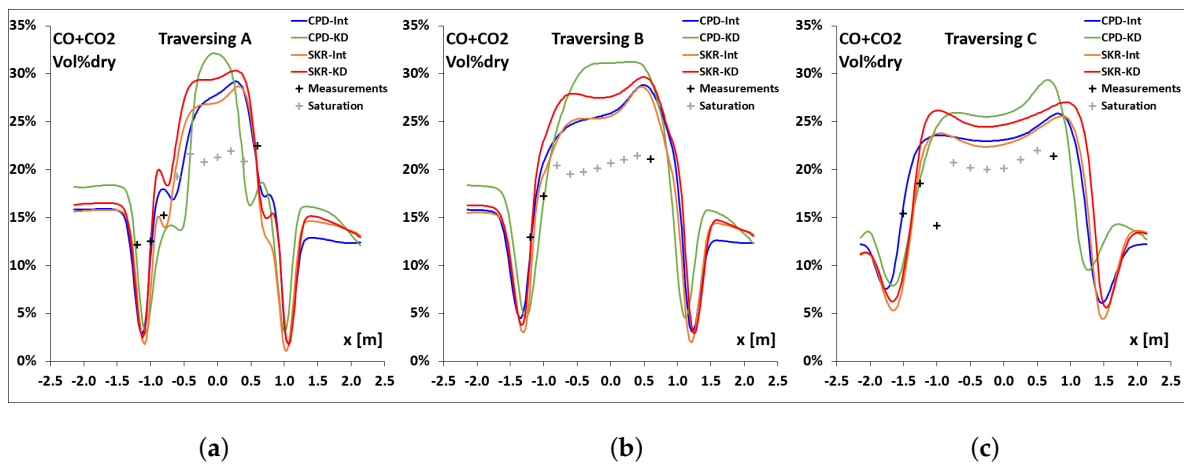 35%
30%
25%
20%
15%
10%
5%
0%
CO+CO2
Vol%dry
Traversing A
CPD-Int
CPD-KD
SKR-Int
SKR-KD
Measurements
Saturation
x [m]
-2.5 -2.0 -1.5 -1.0 -0.5 0.0 0.5 1.0 1.5 2.0 2.5
35%
30%
25%
20%
15%
10%
5%
0%
CO+CO2
Vol%dry
Traversing B
CPD-Int
CPD-KD
SKR-Int
SKR-KD
Measurements
Saturation
x [m]
-2.5 -2.0 -1.5 -1.0 -0.5 0.0 0.5 1.0 1.5 2.0 2.5
35%
30%
25%
20%
15%
10%
5%
0%
CO+CO2
Vol%dry
Traversing C
CPD-Int
CPD-KD
SKR-Int
SKR-KD
Measurements
Saturation
x [m]
-2.5 -2.0 -1.5 -1.0 -0.5 0.0 0.5 1.0 1.5 2.0 2.5
(a) (b) (c)